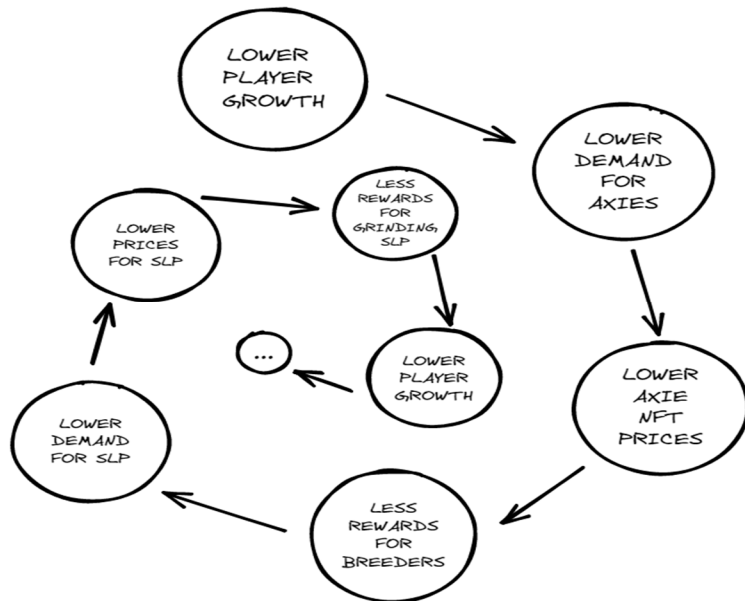 LOWER
PLAYER
GROWTH
LOWER
DEMAND
FOR
AXIES
LOWER
AXIE
NFT
PRICES
LESS
REWARDS
FOR
BREEDERS
LOWER
DEMAND
FOR SLP
LOWER
PRICES
FOR SLP
LESS
REWARDS
FOR
GRINDING
SLP
LOWER
PLAYER
GROWTH
...